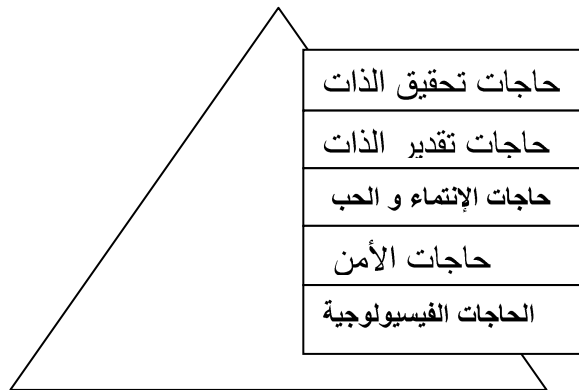 حاجات تحقيق الذات
حاجات تقدير الذات
حاجات الإنتماء و الحب
حاجات الأمن
الحاجات الفيسيولوجية